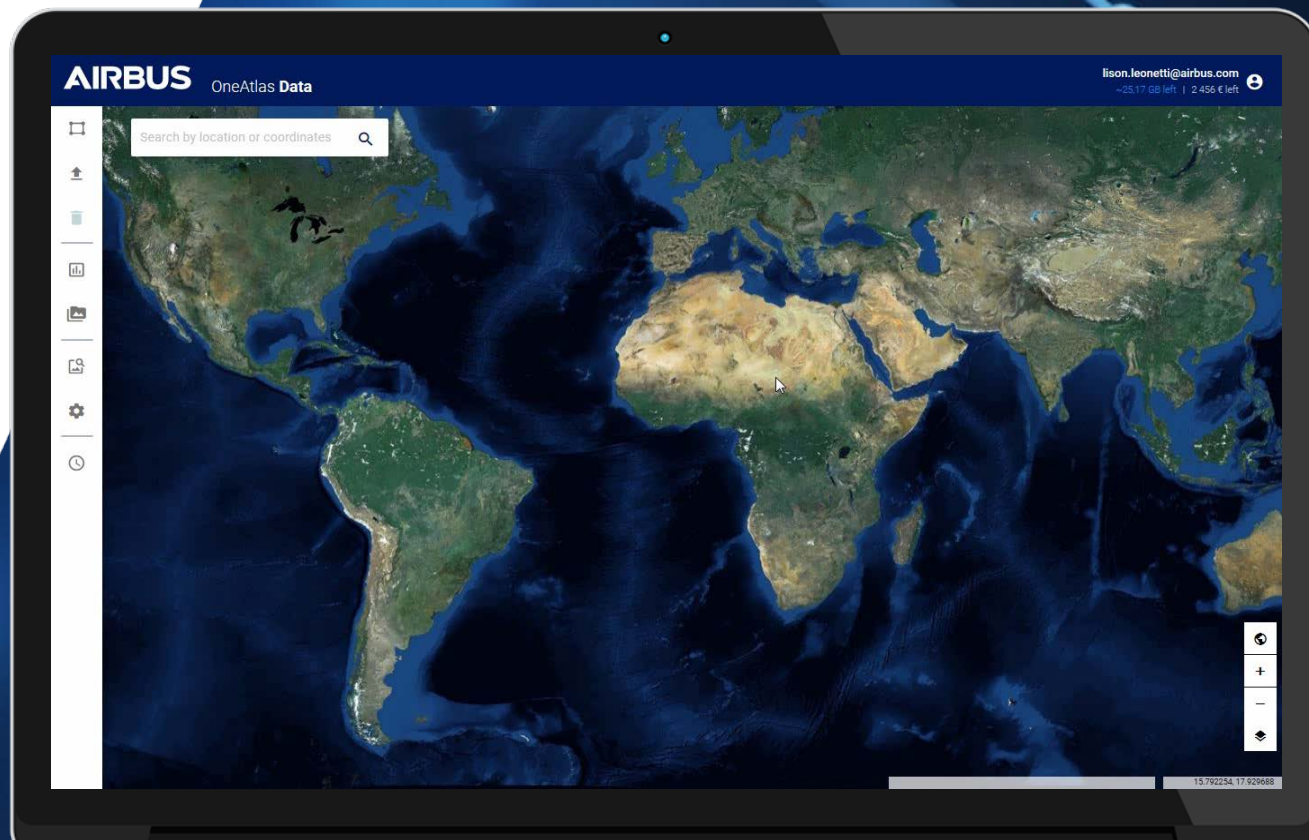 AIRBUS OneAtlas Data
lison.leonetti@airbus.com
~25,17 GB left | 2 456 € left
Search by location or coordinates
15.792254, 17.929688